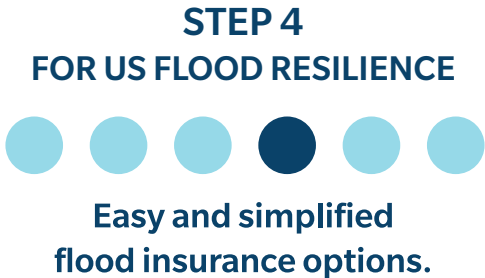 STEP 4
FOR US FLOOD RESILIENCE
Easy and simplified
flood insurance options.